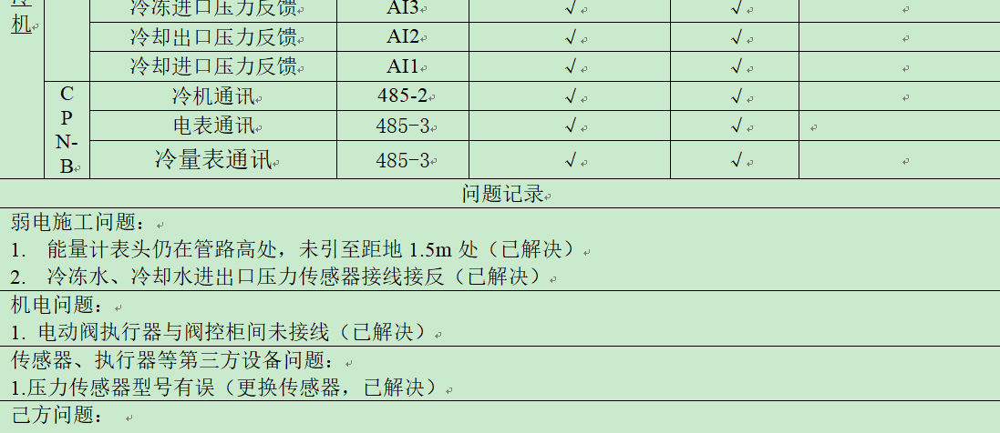 冷冻进口压力反馈 AI3 √ √
机
冷却出口压力反馈 AI2 √ √
冷却进口压力反馈 AI1 √ √
C
P
N-
B
冷机通讯 485-2 √ √
电表通讯 485-3 √ √
冷量表通讯 485-3 √ √
问题记录
弱电施工问题：
1. 能量计表头仍在管路高处，未引至距地 1.5m 处（已解决）
2. 冷冻水、冷却水进出口压力传感器接线接反（已解决）
机电问题：
1. 电动阀执行器与阀控柜间未接线（已解决）
传感器、执行器等第三方设备问题：
1.压力传感器型号有误（更换传感器，已解决）
己方问题：